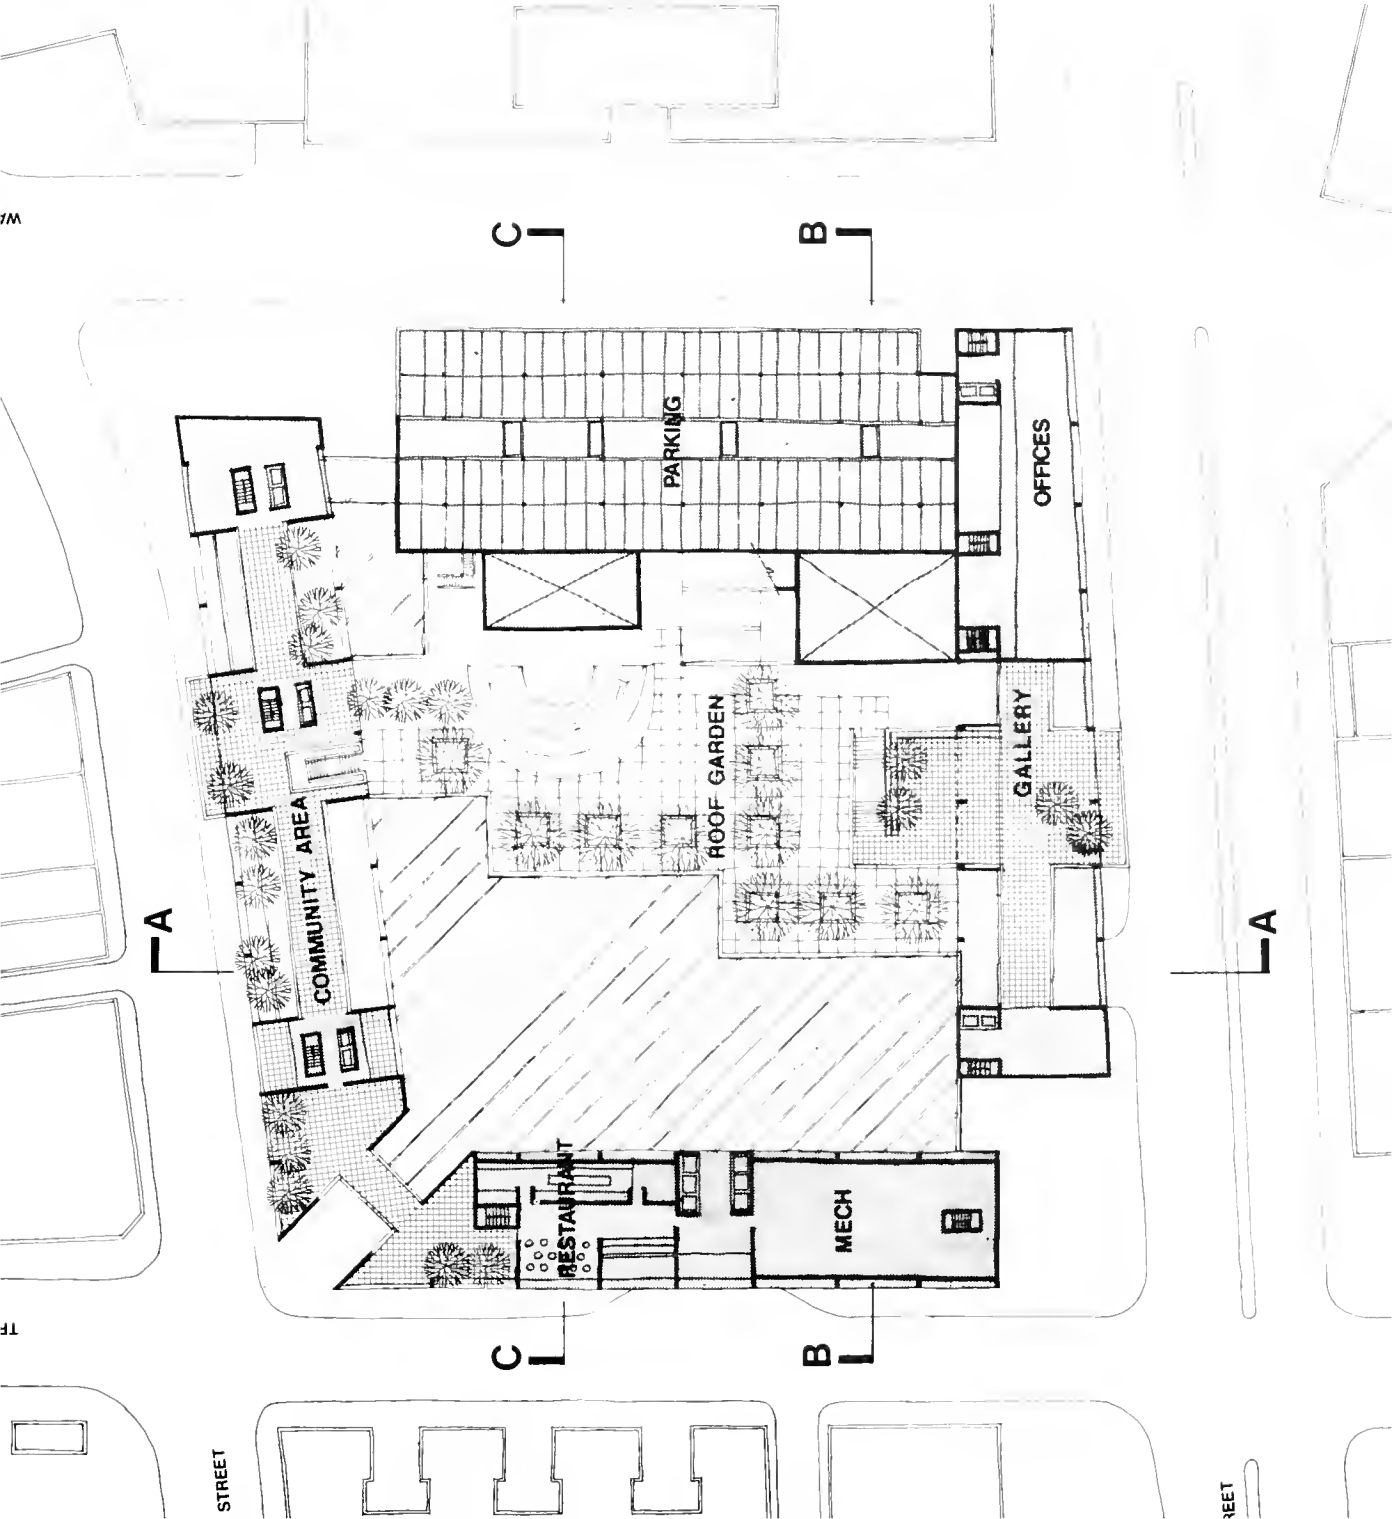 C
B
PARKING
OFFICES
ROOF GARDEN
GALLERY
COMMUNITY AREA
A
A
RESTAURANT
MECH
C
B
STREET